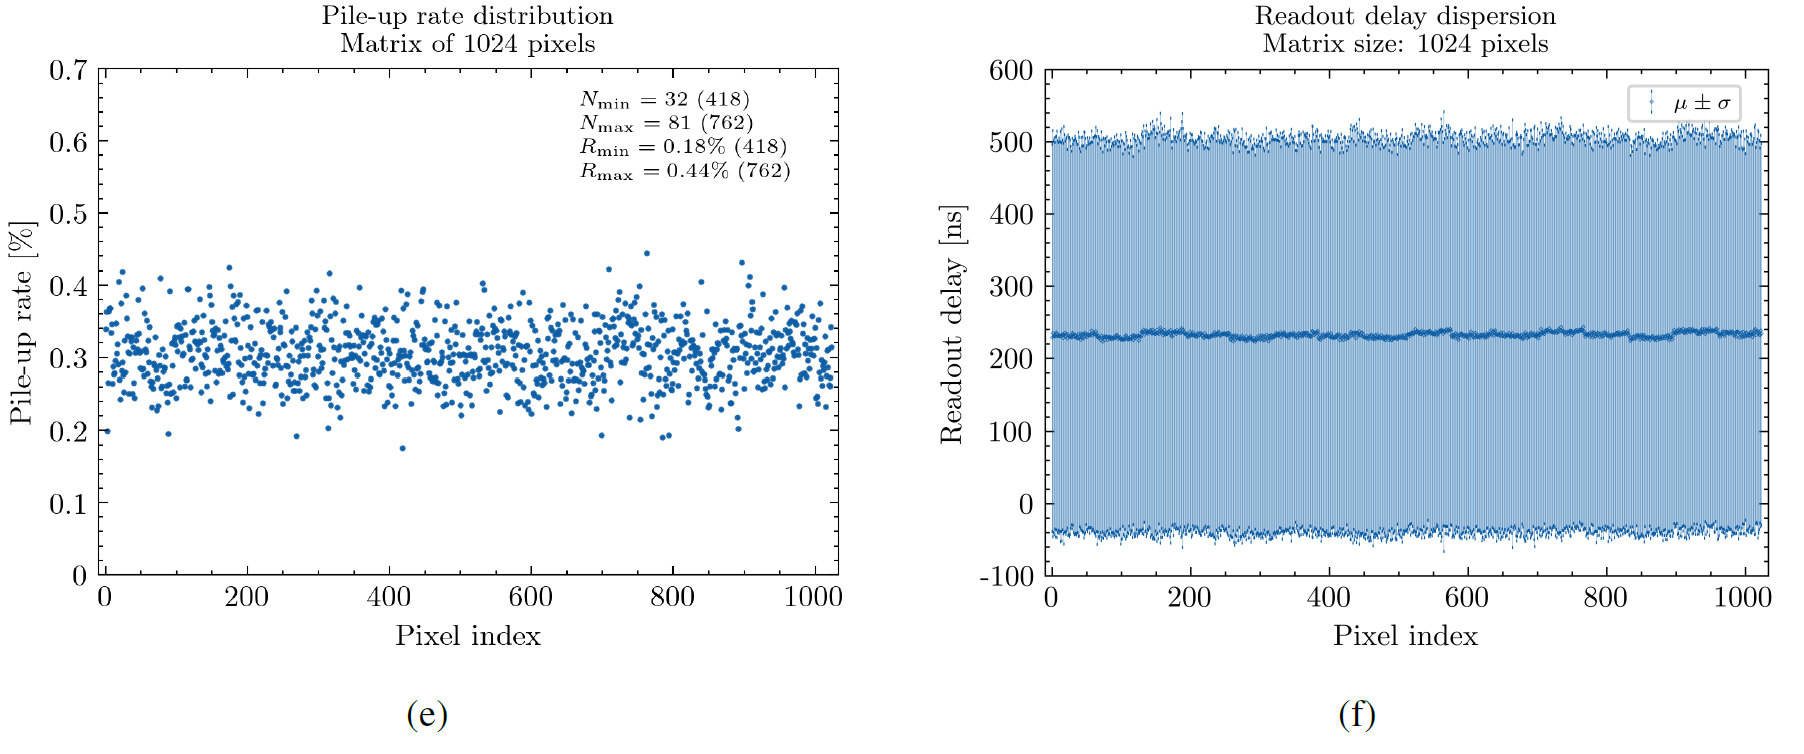 Pile-up rate distribution
Matrix of 1024 pixels
0.7
0.6
0.5
0.4
0.3
0.2
0.1
0
Pile-up rate [%]
N_min = 32 (418)
N_max = 81 (762)
R_min = 0.18% (418)
R_max = 0.44% (762)
0 200 400 600 800 1000
Pixel index
(e)
Readout delay dispersion
Matrix size: 1024 pixels
600
500
400
300
200
100
0
-100
Readout delay [ns]
μ ± σ
0 200 400 600 800 1000
Pixel index
(f)